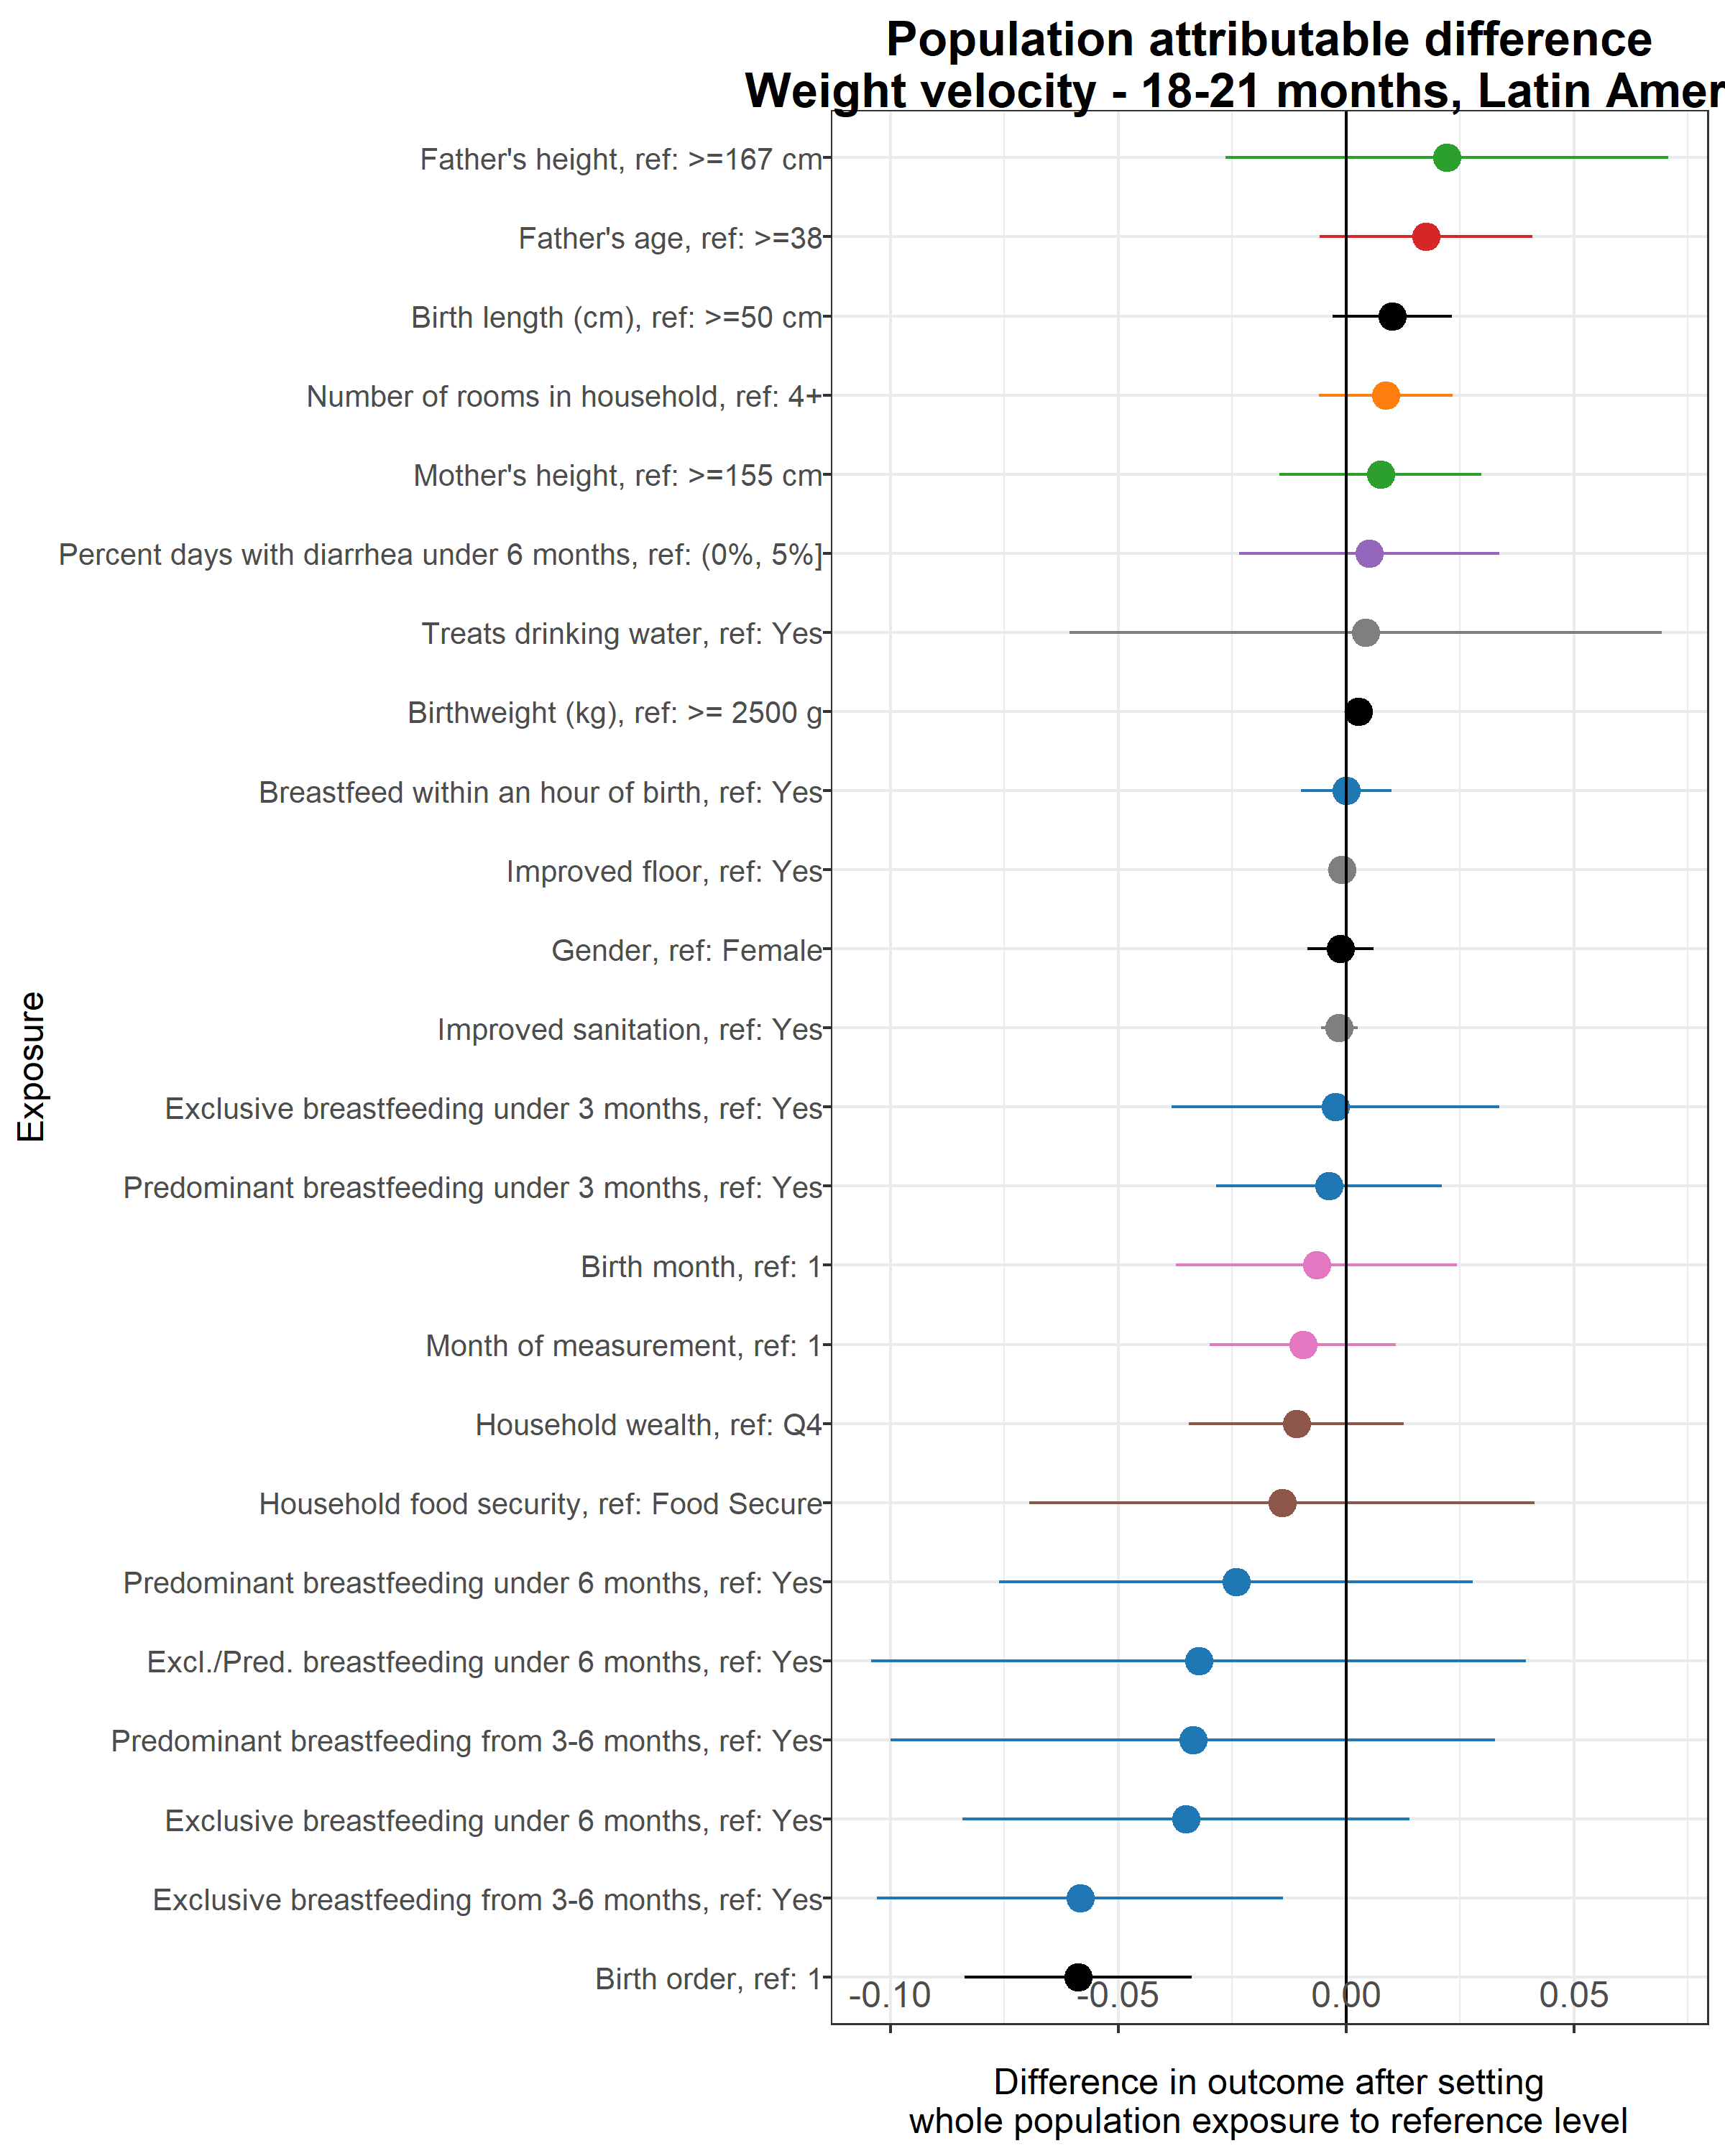 Population attributable difference
Weight velocity - 18-21 months, Latin Amer
Father's height, ref: >=167 cm
Father's age, ref: >=38
Birth length (cm), ref: >=50 cm
Number of rooms in household, ref: 4+
Mother's height, ref: >=155 cm
Percent days with diarrhea under 6 months, ref: (0%, 5%]
Treats drinking water, ref: Yes
Birthweight (kg), ref: >= 2500 g
Breastfeed within an hour of birth, ref: Yes
Improved floor, ref: Yes
Gender, ref: Female
Improved sanitation, ref: Yes
Exclusive breastfeeding under 3 months, ref: Yes
Predominant breastfeeding under 3 months, ref: Yes
Birth month, ref: 1
Month of measurement, ref: 1
Household wealth, ref: Q4
Household food security, ref: Food Secure
Predominant breastfeeding under 6 months, ref: Yes
Excl./Pred. breastfeeding under 6 months, ref: Yes
Predominant breastfeeding from 3-6 months, ref: Yes
Exclusive breastfeeding under 6 months, ref: Yes
Exclusive breastfeeding from 3-6 months, ref: Yes
Birth order, ref: 1
Exposure
-0.10 -0.05 0.00 0.05
Difference in outcome after setting
whole population exposure to reference level